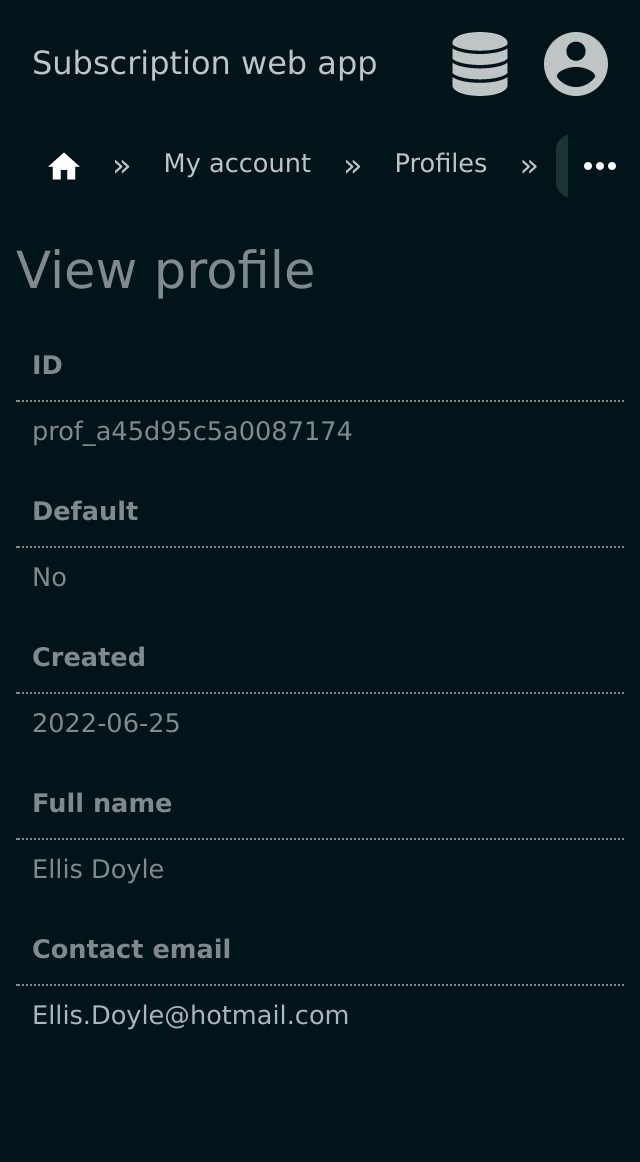 Subscription web app
» My account » Profiles »
View profile
ID
prof_a45d95c5a0087174
Default
No
Created
2022-06-25
Full name
Ellis Doyle
Contact email
Ellis.Doyle@hotmail.com